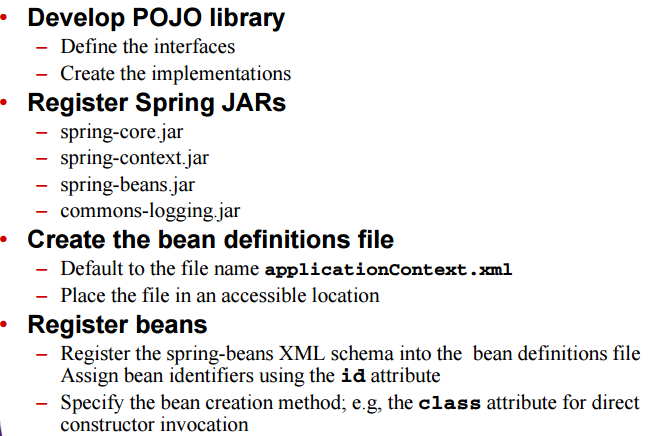 • Develop POJO library
– Define the interfaces
– Create the implementations
• Register Spring JARs
– spring-core.jar
– spring-context.jar
– spring-beans.jar
– commons-logging.jar
• Create the bean definitions file
– Default to the file name applicationContext.xml
– Place the file in an accessible location
• Register beans
– Register the spring-beans XML schema into the bean definitions file
Assign bean identifiers using the id attribute
– Specify the bean creation method; e.g, the class attribute for direct
constructor invocation